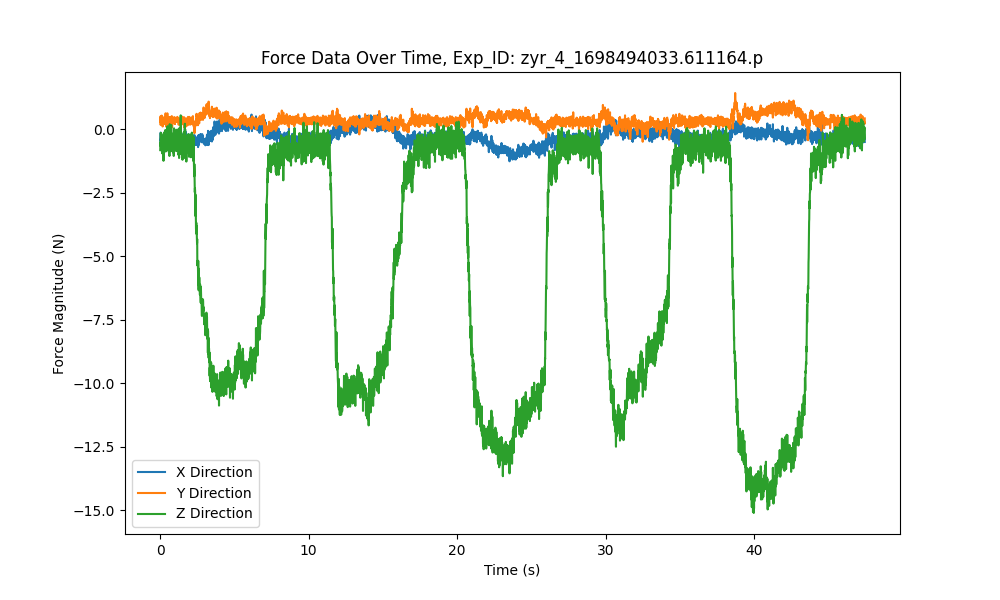 Force Data Over Time, Exp_ID: zyr_4_1698494033.611164.p
Force Magnitude (N)
0.0
−2.5
−5.0
−7.5
−10.0
−12.5
−15.0
X Direction
Y Direction
Z Direction
0 10 20 30 40
Time (s)